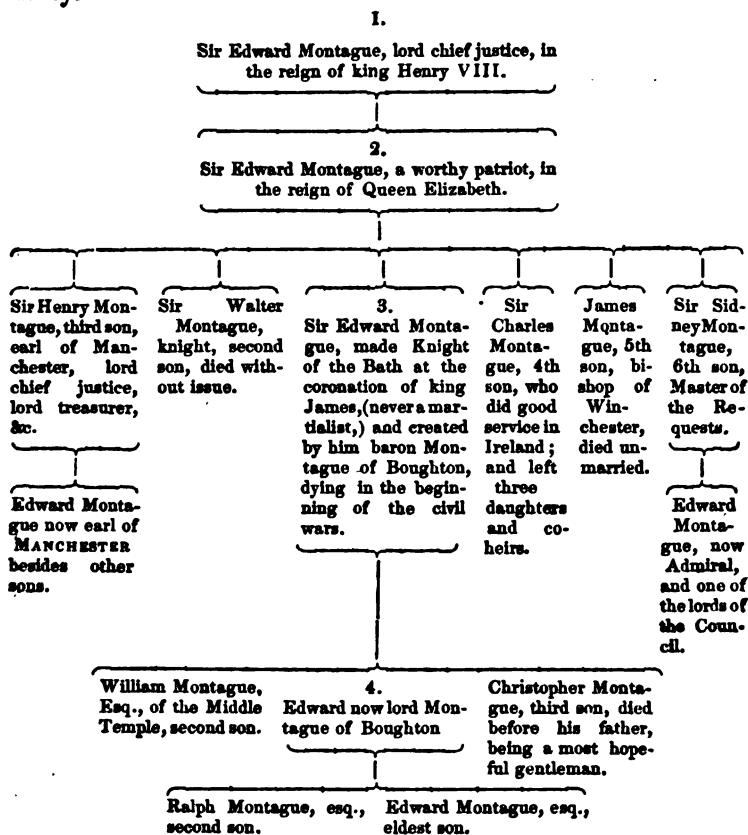 1.
Sir Edward Montague, lord chief justice, in
the reign of king Henry VIII.
2.
Sir Edward Montague, a worthy patriot, in
the reign of Queen Elizabeth.
Sir Henry Mon-
tague, third son,
earl of Man-
chester, lord
chief justice,
lord treasurer,
&c.
Edward Monta-
gue now earl of
MANCHESTER
besides other
sons.
Sir Walter
Montague,
knight, second
son, died with-
out issue.
3.
Sir Edward Monta-
gue, made Knight
of the Bath at the
coronation of king
James, (never a mar-
tialist,) and created
by him baron Mon-
tague of Boughton,
dying in the begin-
ning of the civil
wars.
Sir
Charles
Monta-
gue, 4th
son, who
did good
service in
Ireland;
and left
three
daughters
and co-
heirs.
James
Monta-
gue, 5th
son, bi-
shop of
Win-
chester,
died un-
married.
Sir Sid-
ney Mon-
tague,
6th son,
Master of
the Re-
quests.
Edward
Monta-
gue, now
Admiral,
and one of
the lords of
the Coun-
cil.
William Montague,
Esq., of the Middle
Temple, second son.
4.
Edward now lord Mon-
tague of Boughton
Christopher Monta-
gue, third son, died
before his father,
being a most hope-
ful gentleman.
Ralph Montague, esq.,
second son.
Edward Montague, esq.,
eldest son.